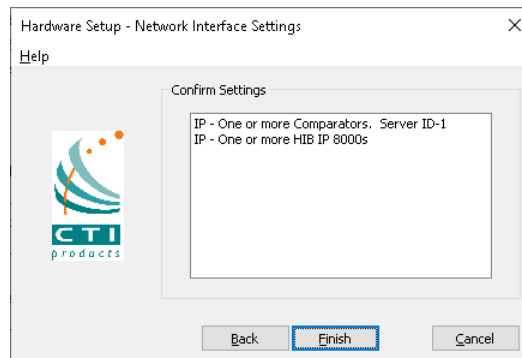 Hardware Setup - Network Interface Settings
Help
Confirm Settings
IP - One or more Comparators.  Server ID-1
IP - One or more HIB IP 8000s
CTI
products
Back
Finish
Cancel